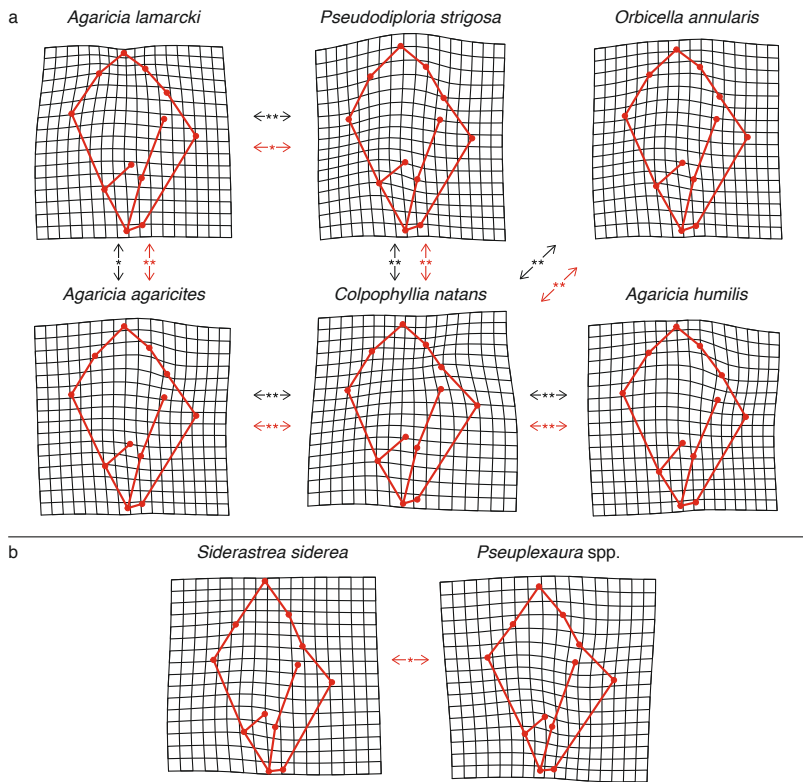 a
Agaricia lamarcki
Pseudodiploria strigosa
Orbicella annularis
**
*
* **
** **
**
**
Agaricia agaricites
Colpophyllia natans
Agaricia humilis
** **
** **
b
Siderastrea siderea
Pseuplexaura spp.
*